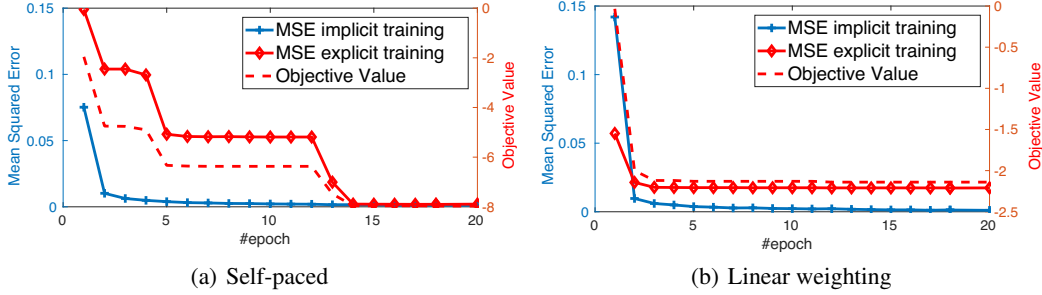 0.15
0.1
0.05
0
Mean Squared Error
0
-2
-4
-6
-8
Objective Value
MSE implicit training
MSE explicit training
Objective Value
0 5 10 15 20
#epoch
(a) Self-paced
0.15
0.1
0.05
0
Mean Squared Error
0
-0.5
-1
-1.5
-2
-2.5
Objective Value
MSE implicit training
MSE explicit training
Objective Value
0 5 10 15 20
#epoch
(b) Linear weighting